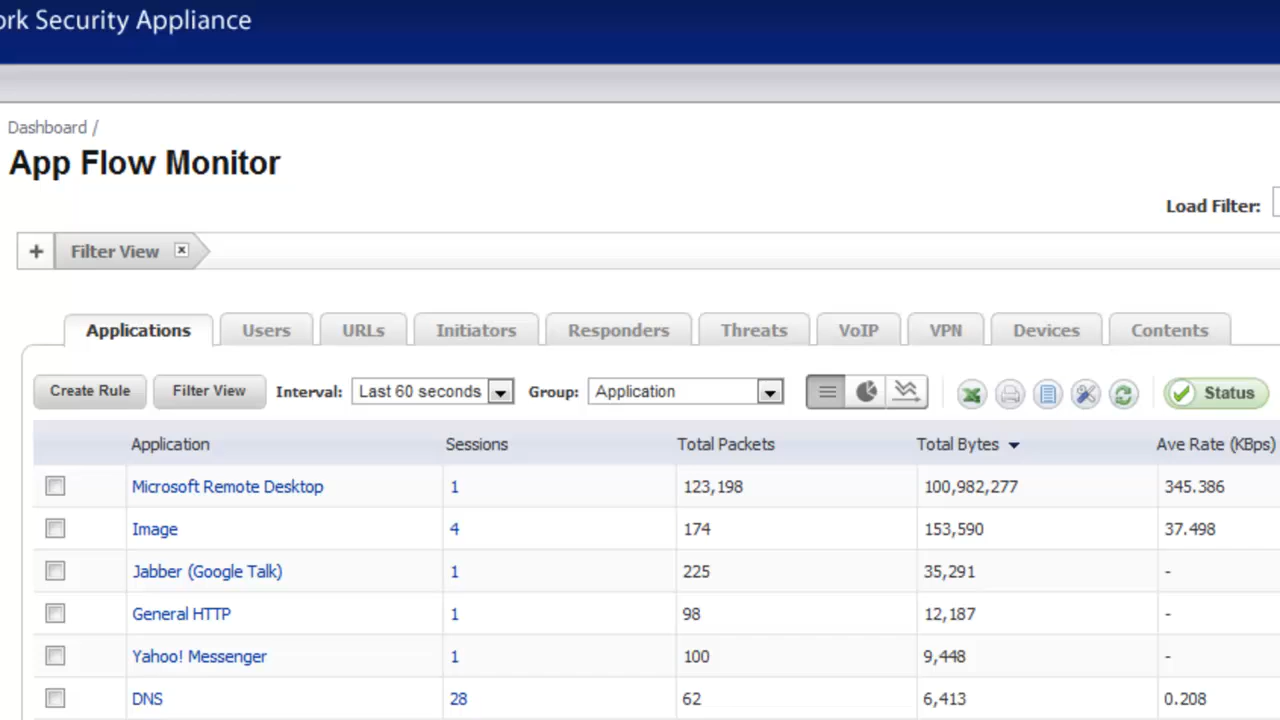 ork Security Appliance
Dashboard /
App Flow Monitor
Load Filter:
+ Filter View x
Applications Users URLs Initiators Responders Threats VoIP VPN Devices Contents
Create Rule Filter View Interval: Last 60 seconds Group: Application Status
Application Sessions Total Packets Total Bytes Ave Rate (KBps)
Microsoft Remote Desktop 1 123,198 100,982,277 345.386
Image 4 174 153,590 37.498
Jabber (Google Talk) 1 225 35,291 -
General HTTP 1 98 12,187 -
Yahoo! Messenger 1 100 9,448 -
DNS 28 62 6,413 0.208